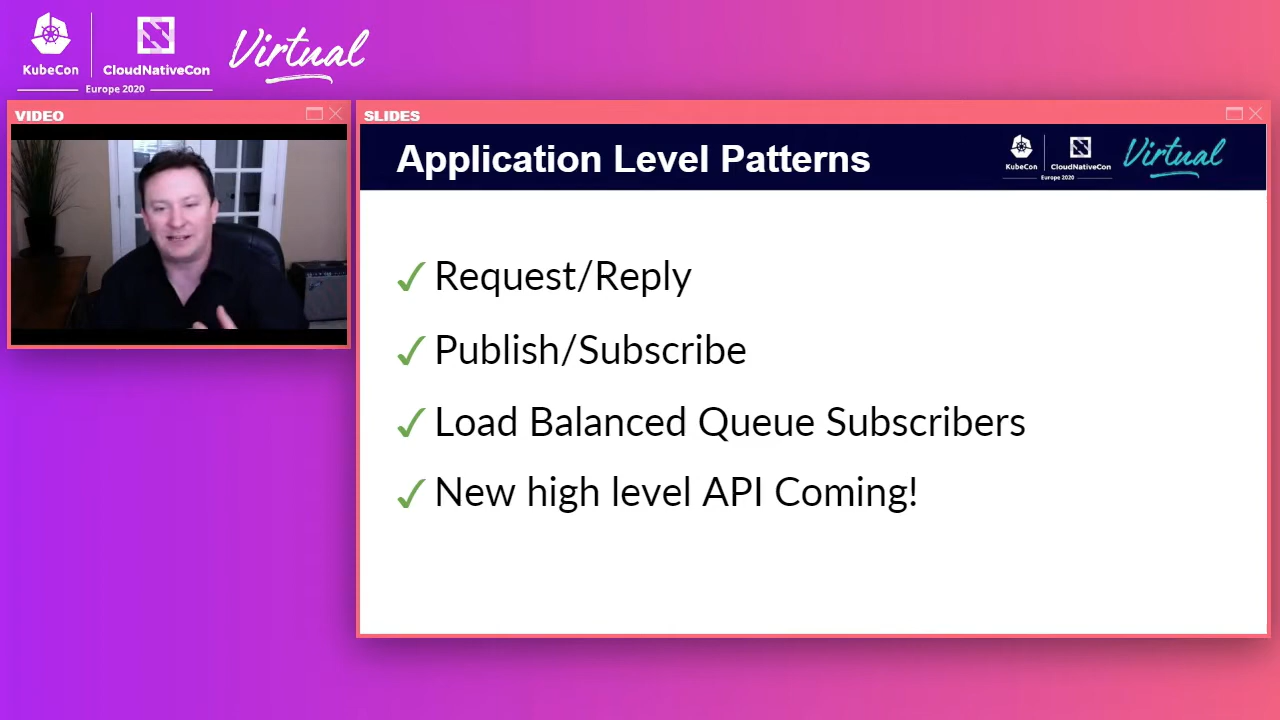 KubeCon
CloudNativeCon
Europe 2020
Virtual
VIDEO
SLIDES
Application Level Patterns
KubeCon
CloudNativeCon
Europe 2020
Virtual
✓ Request/Reply
✓ Publish/Subscribe
✓ Load Balanced Queue Subscribers
✓ New high level API Coming!